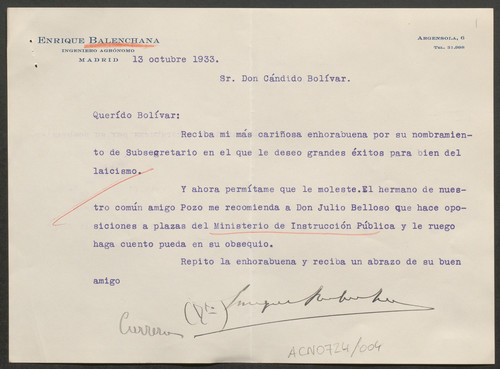 ENRIQUE BALENCHANA
INGENIERO AGRÓNOMO
MADRID
ARGENSOLA, 6
TEL. 31.888
1
13 octubre 1933.
Sr. Don Cándido Bolívar.
Querído Bolívar:
Reciba mi más cariñosa enhorabuena por su nombramien-
to de Subsegretario en el que le deseo grandes éxitos para bien del
laicismo.
Y ahora permítame que le moleste.El hermano de nues-
tro común amigo Pozo me recomienda a Don Julio Belloso que hace opo-
siciones a plazas del Ministerio de Instrucción Pública y le ruego
haga cuento pueda en su obsequio.
Repito la enhorabuena y reciba un abrazo de su buen
amigo
ACN0724/004